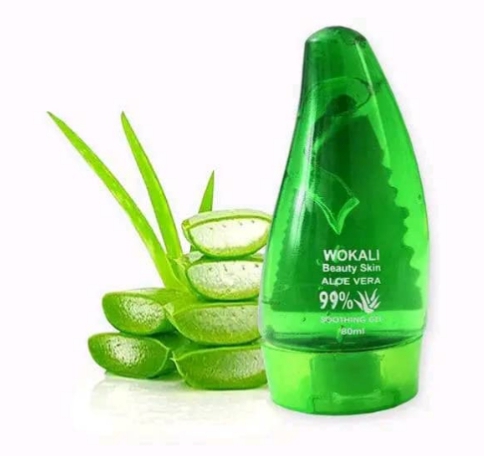 WOKALI
Beauty Skin
ALOE VERA
99%
SOOTHING GEL
80ml